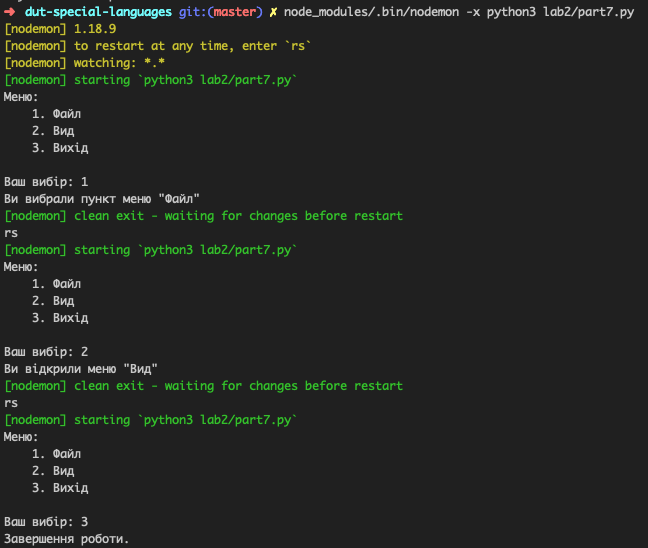 ➜  dut-special-languages git:(master) ✗ node_modules/.bin/nodemon -x python3 lab2/part7.py
[nodemon] 1.18.9
[nodemon] to restart at any time, enter `rs`
[nodemon] watching: *.*
[nodemon] starting `python3 lab2/part7.py`
Меню:
    1. Файл
    2. Вид
    3. Вихід

Ваш вибір: 1
Ви вибрали пункт меню "Файл"
[nodemon] clean exit - waiting for changes before restart
rs
[nodemon] starting `python3 lab2/part7.py`
Меню:
    1. Файл
    2. Вид
    3. Вихід

Ваш вибір: 2
Ви відкрили меню "Вид"
[nodemon] clean exit - waiting for changes before restart
rs
[nodemon] starting `python3 lab2/part7.py`
Меню:
    1. Файл
    2. Вид
    3. Вихід

Ваш вибір: 3
Завершення роботи.